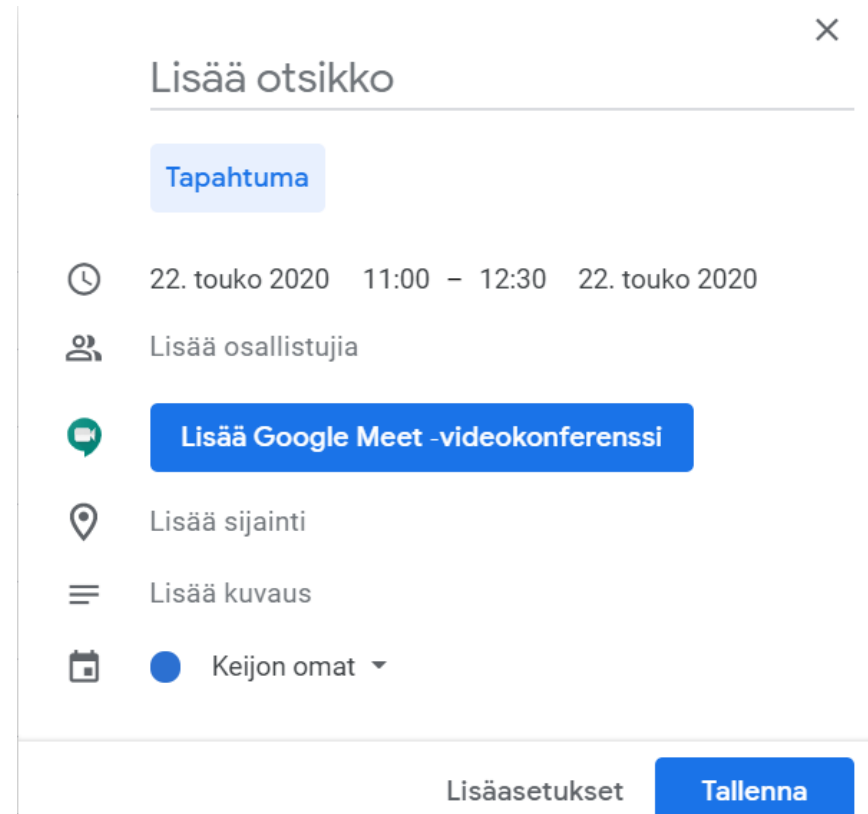 Lisää otsikko
Tapahtuma
22. touko 2020 11:00 – 12:30 22. touko 2020
Lisää osallistujia
Lisää Google Meet -videokonferenssi
Lisää sijainti
Lisää kuvaus
Keijon omat
Lisäasetukset Tallenna